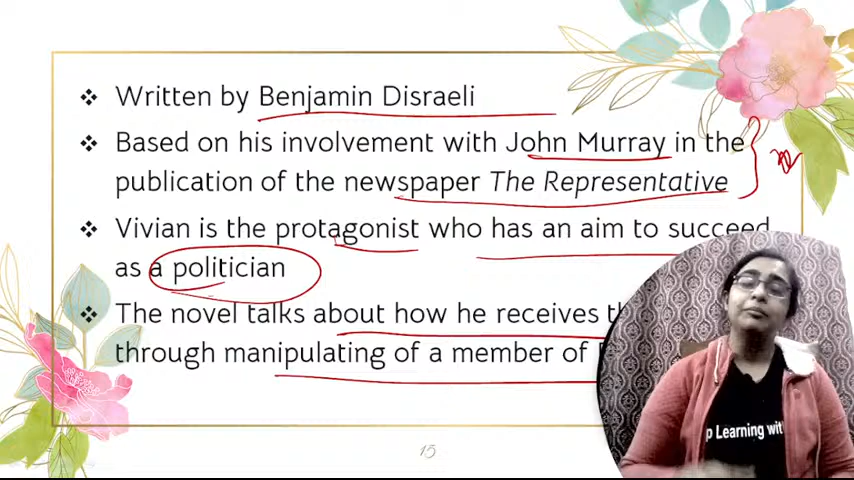 Written by Benjamin Disraeli
Based on his involvement with John Murray in the
publication of the newspaper The Representative
Vivian is the protagonist who has an aim to succeed
as a politician
The novel talks about how he receives
through manipulating of a member of
p Learning with
15